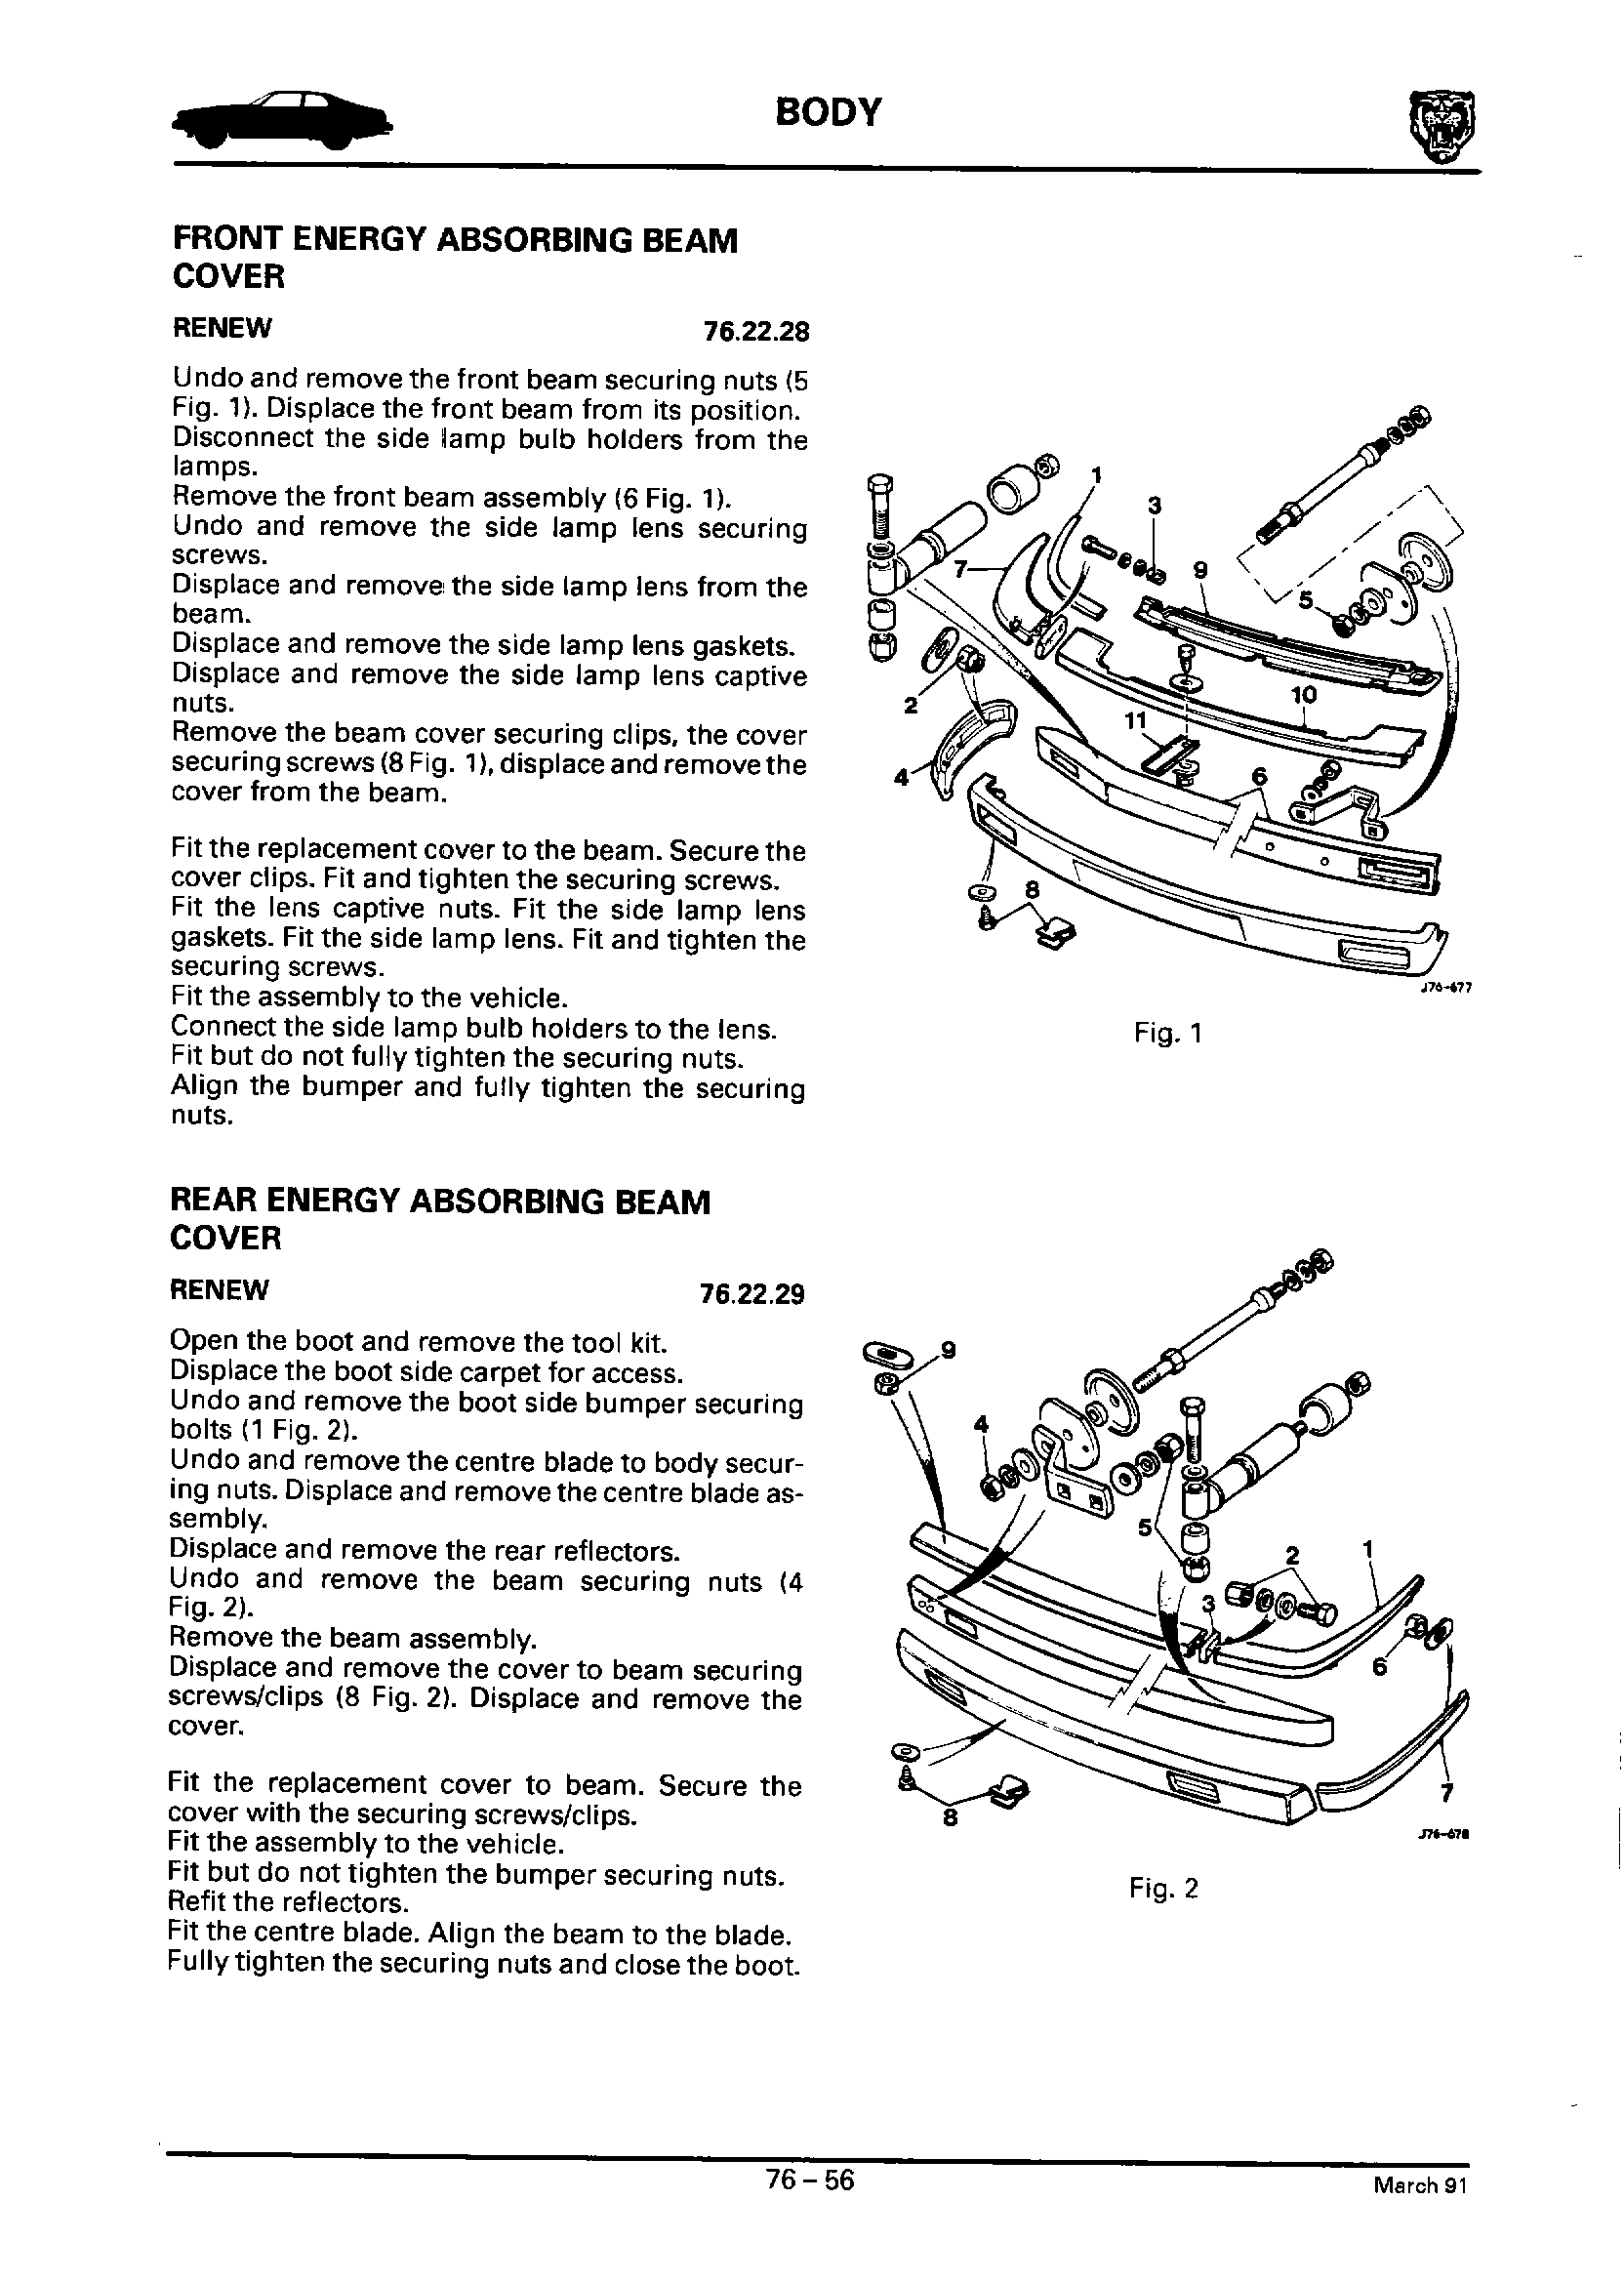 BODY
FRONT ENERGY ABSORBING BEAM
COVER
RENEW 76.22.28
Undo and remove the front beam securing nuts (5
Fig. 1). Displace the front beam from its position.
Disconnect the side lamp bulb holders from the
lamps.
Remove the front beam assembly (6 Fig. 1).
Undo and remove the side lamp lens securing
screws.
Displace and remove the side lamp lens from the
beam.
Displace and remove the side lamp lens gaskets.
Displace and remove the side lamp lens captive
nuts.
Remove the beam cover securing clips, the cover
securing screws (8 Fig. 1), displace and remove the
cover from the beam.
Fit the replacement cover to the beam. Secure the
cover clips. Fit and tighten the securing screws.
Fit the lens captive nuts. Fit the side lamp lens
gaskets. Fit the side lamp lens. Fit and tighten the
securing screws.
Fit the assembly to the vehicle.
Connect the side lamp bulb holders to the lens.
Fit but do not fully tighten the securing nuts.
Align the bumper and fully tighten the securing
nuts.
1
3
7
9
5
2
10
11
4
6
8
J76-677
Fig. 1
REAR ENERGY ABSORBING BEAM
COVER
RENEW 76.22.29
Open the boot and remove the tool kit.
Displace the boot side carpet for access.
Undo and remove the boot side bumper securing
bolts (1 Fig. 2).
Undo and remove the centre blade to body secur-
ing nuts. Displace and remove the centre blade as-
sembly.
Displace and remove the rear reflectors.
Undo and remove the beam securing nuts (4
Fig. 2).
Remove the beam assembly.
Displace and remove the cover to beam securing
screws/clips (8 Fig. 2). Displace and remove the
cover.
Fit the replacement cover to beam. Secure the
cover with the securing screws/clips.
Fit the assembly to the vehicle.
Fit but do not tighten the bumper securing nuts.
Refit the reflectors.
Fit the centre blade. Align the beam to the blade.
Fully tighten the securing nuts and close the boot.
9
4
5
2
1
3
6
7
8
J76-678
Fig. 2
76 – 56
March 91